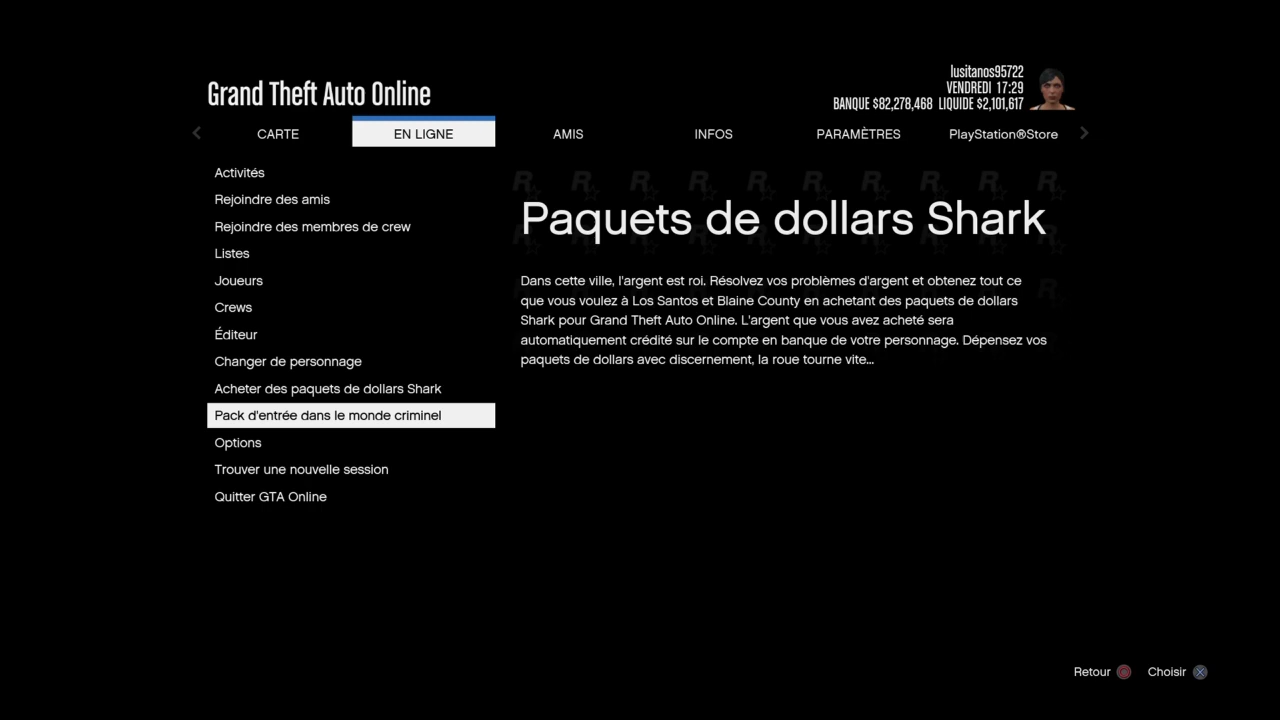 Grand Theft Auto Online
lusitanos95722
VENDREDI 17:29
BANQUE $82,278,468 LIQUIDE $2,101,617
CARTE
EN LIGNE
AMIS
INFOS
PARAMÈTRES
PlayStation®Store
Activités
Rejoindre des amis
Rejoindre des membres de crew
Listes
Joueurs
Crews
Éditeur
Changer de personnage
Acheter des paquets de dollars Shark
Pack d'entrée dans le monde criminel
Options
Trouver une nouvelle session
Quitter GTA Online
Paquets de dollars Shark
Dans cette ville, l'argent est roi. Résolvez vos problèmes d'argent et obtenez tout ce
que vous voulez à Los Santos et Blaine County en achetant des paquets de dollars
Shark pour Grand Theft Auto Online. L'argent que vous avez acheté sera
automatiquement crédité sur le compte en banque de votre personnage. Dépensez vos
paquets de dollars avec discernement, la roue tourne vite...
Retour
Choisir